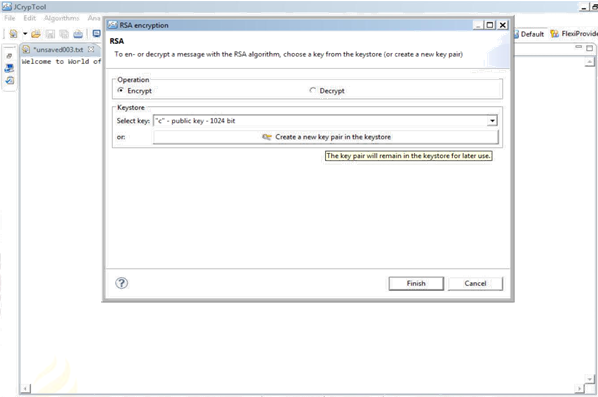 JCrypTool
File Edit Algorithms Ana
Default FlexiProvide
*unsaved003.txt
Welcome to World of
RSA encryption
RSA
To en- or decrypt a message with the RSA algorithm, choose a key from the keystore (or create a new key pair)
Operation
Encrypt Decrypt
Keystore
Select key: "c" - public key - 1024 bit
or: Create a new key pair in the keystore
The key pair will remain in the keystore for later use.
Finish Cancel